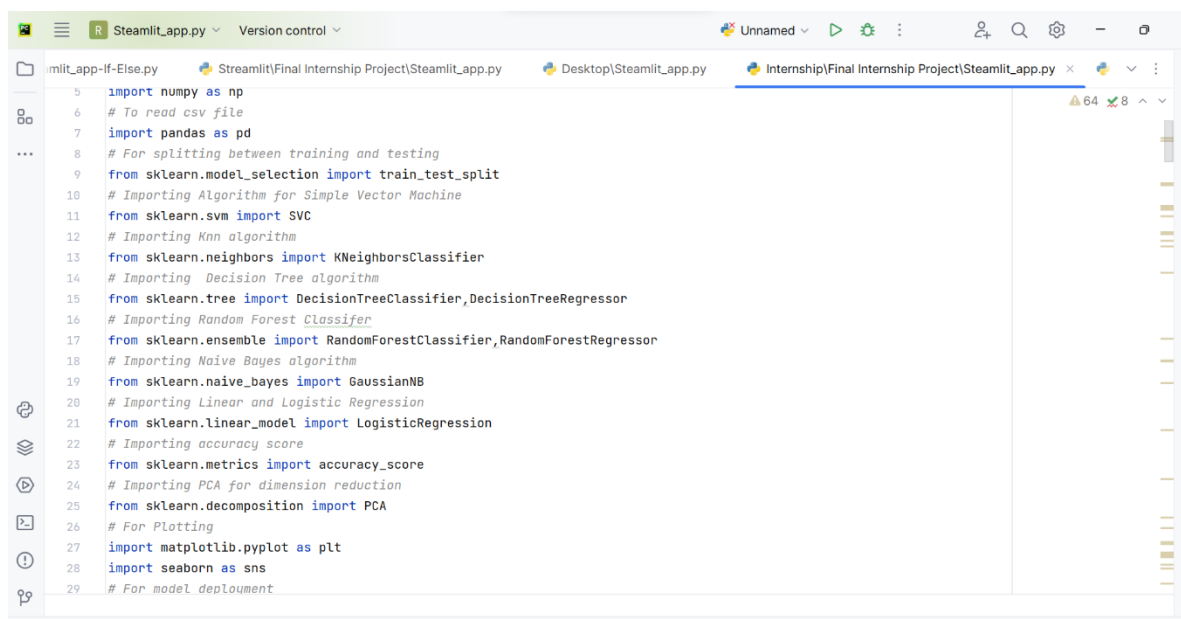 PC
R Steamlit_app.py Version control Unnamed
mlit_app-If-Else.py Streamlit\Final Internship Project\Steamlit_app.py Desktop\Steamlit_app.py Internship\Final Internship Project\Steamlit_app.py
64 8
5 import numpy as np
6 # To read csv file
7 import pandas as pd
8 # For splitting between training and testing
9 from sklearn.model_selection import train_test_split
10 # Importing Algorithm for Simple Vector Machine
11 from sklearn.svm import SVC
12 # Importing Knn algorithm
13 from sklearn.neighbors import KNeighborsClassifier
14 # Importing  Decision Tree algorithm
15 from sklearn.tree import DecisionTreeClassifier,DecisionTreeRegressor
16 # Importing Random Forest Classifer
17 from sklearn.ensemble import RandomForestClassifier,RandomForestRegressor
18 # Importing Naive Bayes algorithm
19 from sklearn.naive_bayes import GaussianNB
20 # Importing Linear and Logistic Regression
21 from sklearn.linear_model import LogisticRegression
22 # Importing accuracy score
23 from sklearn.metrics import accuracy_score
24 # Importing PCA for dimension reduction
25 from sklearn.decomposition import PCA
26 # For Plotting
27 import matplotlib.pyplot as plt
28 import seaborn as sns
29 # For model deployment